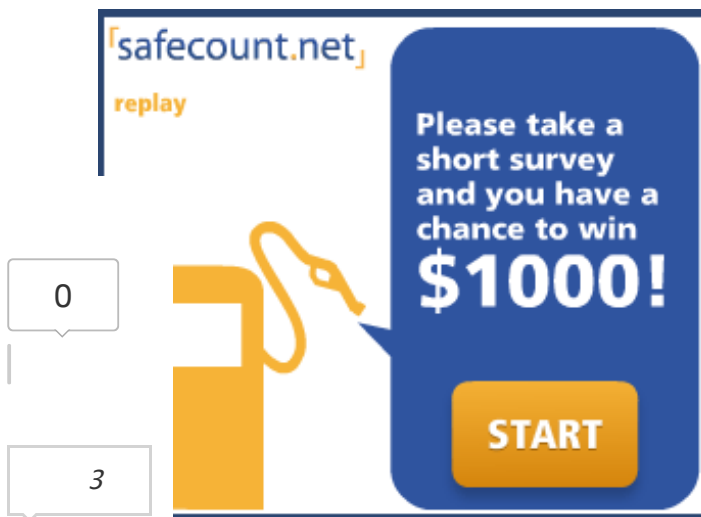 safecount.net
replay
Please take a
short survey
and you have a
chance to win
$1000!
START
0
3